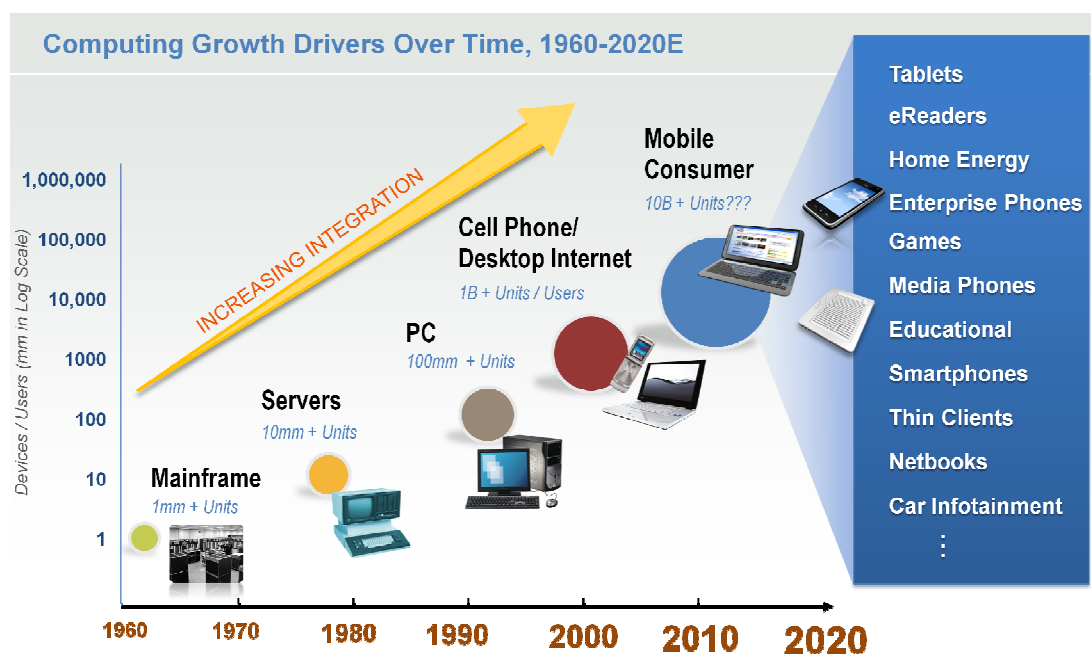 Computing Growth Drivers Over Time, 1960-2020E
Devices / Users (mm in Log Scale)
1,000,000
100,000
10,000
1000
100
10
1
INCREASING INTEGRATION
Mainframe
1mm + Units
Servers
10mm + Units
PC
100mm + Units
Cell Phone/
Desktop Internet
1B + Units / Users
Mobile
Consumer
10B + Units???
1960
1970
1980
1990
2000
2010
2020
Tablets
eReaders
Home Energy
Enterprise Phones
Games
Media Phones
Educational
Smartphones
Thin Clients
Netbooks
Car Infotainment
⋮